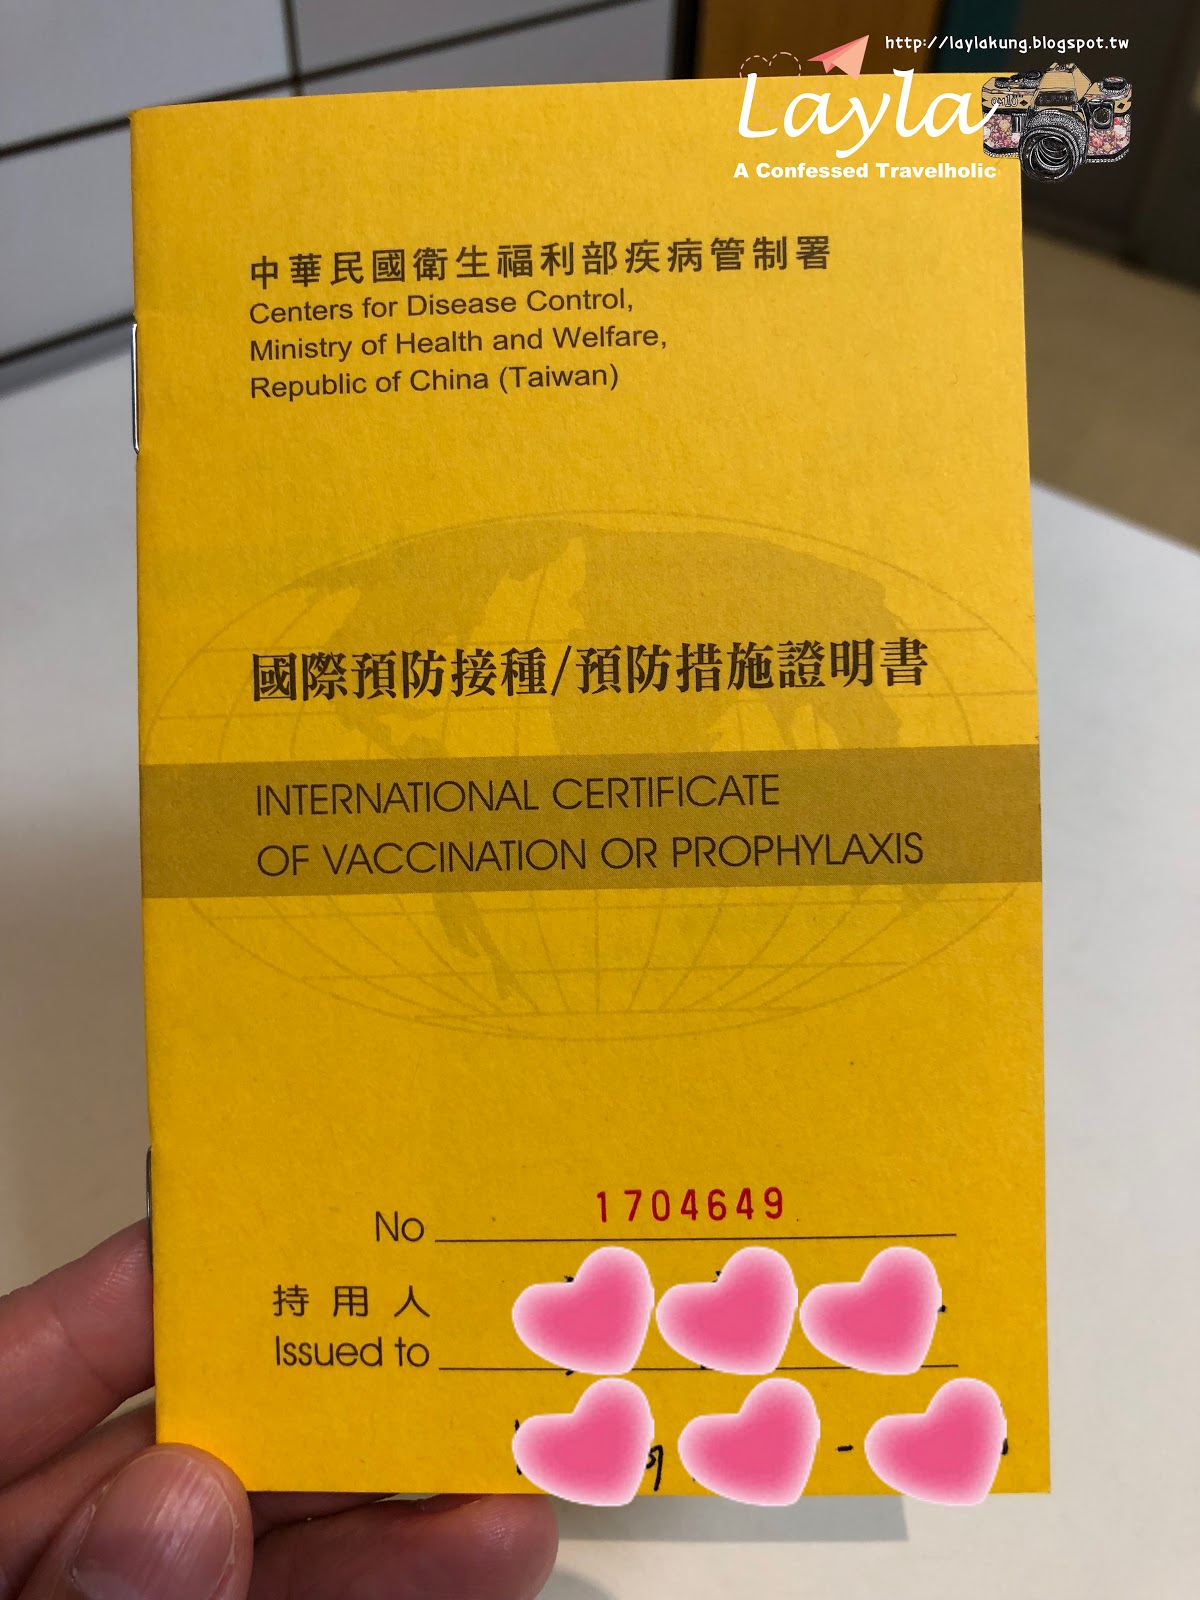 http://laylakung.blogspot.tw
Layla
A Confessed Travelholic
中華民國衛生福利部疾病管制署
Centers for Disease Control,
Ministry of Health and Welfare,
Republic of China (Taiwan)
國際預防接種/預防措施證明書
INTERNATIONAL CERTIFICATE
OF VACCINATION OR PROPHYLAXIS
No 1704649
持用人
Issued to